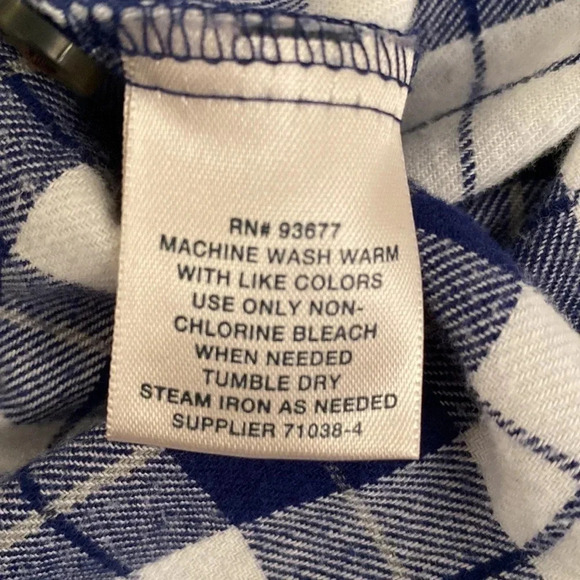 RN# 93677
MACHINE WASH WARM
WITH LIKE COLORS
USE ONLY NON-
CHLORINE BLEACH
WHEN NEEDED
TUMBLE DRY
STEAM IRON AS NEEDED
SUPPLIER 71038-4